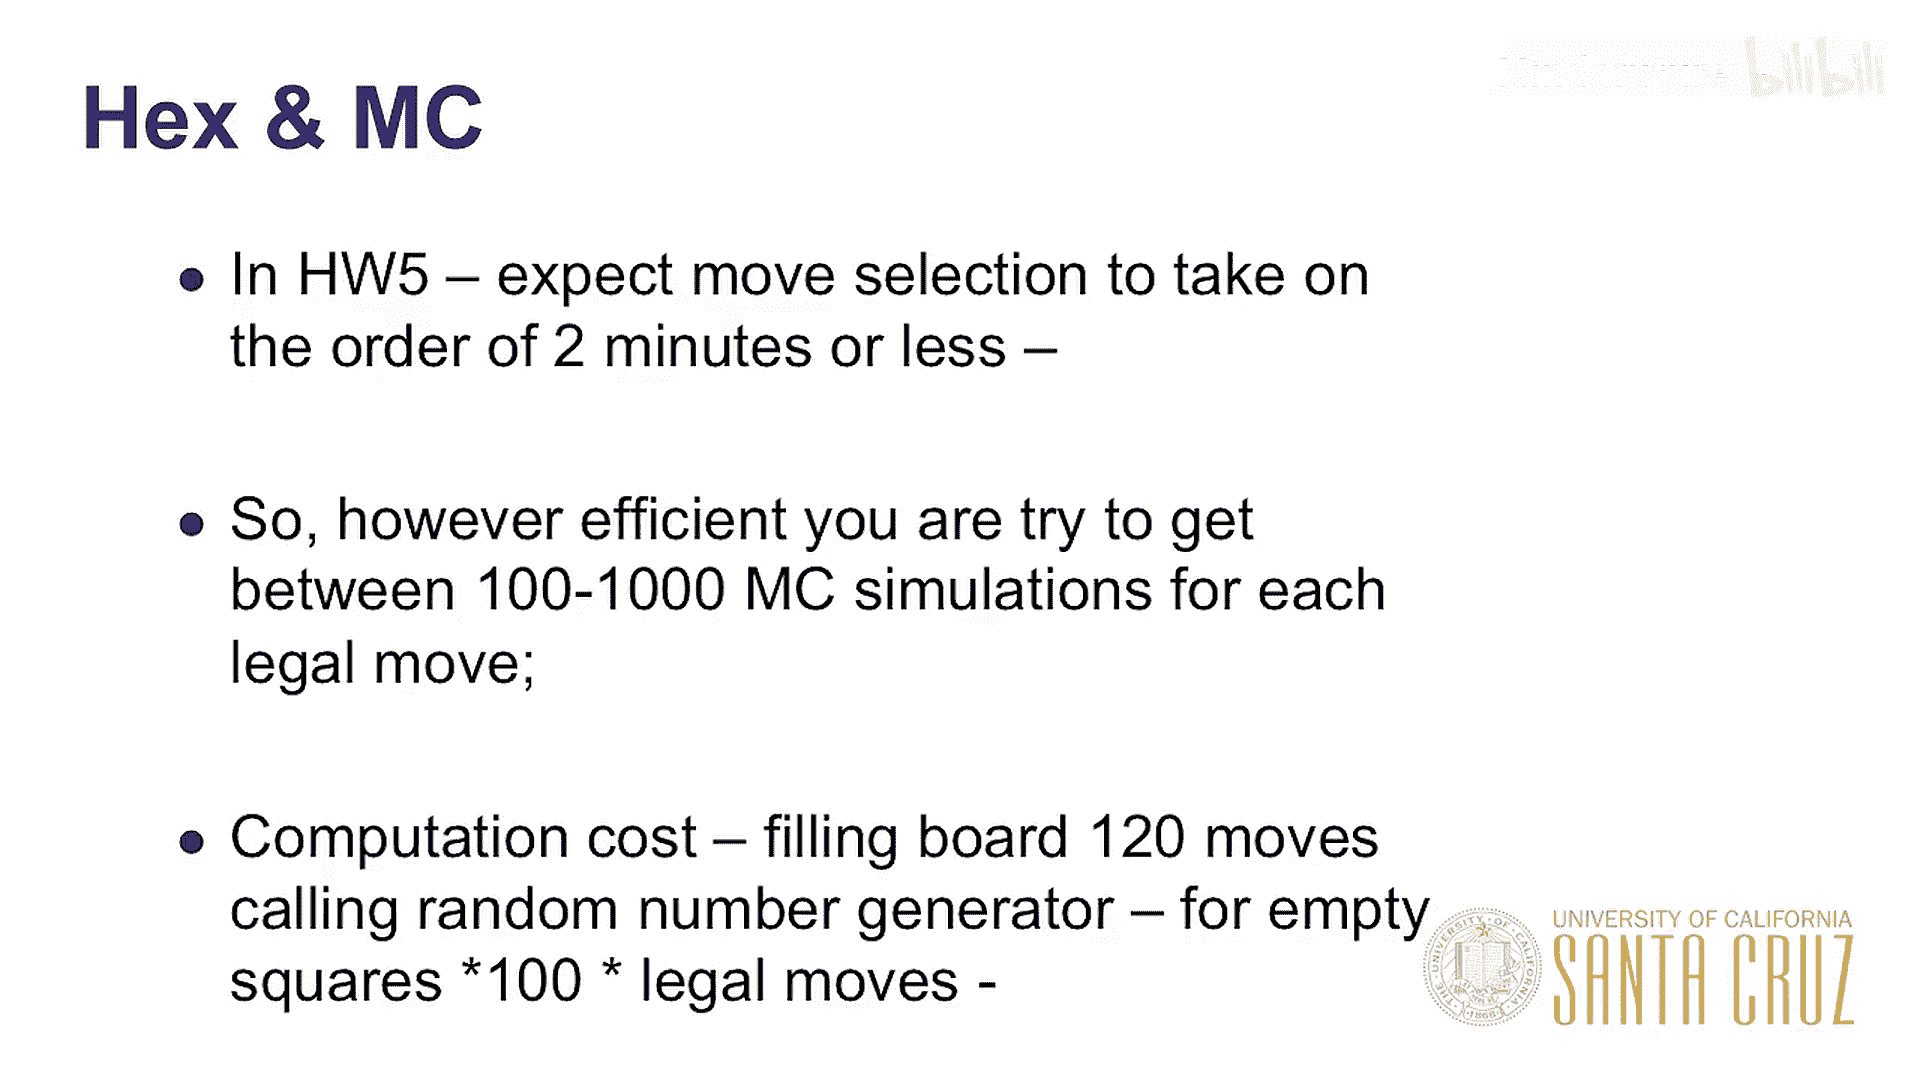 Hex & MC
bilibili
In HW5 – expect move selection to take on
the order of 2 minutes or less –
So, however efficient you are try to get
between 100-1000 MC simulations for each
legal move;
Computation cost – filling board 120 moves
calling random number generator – for empty
squares *100 * legal moves -
UNIVERSITY OF CALIFORNIA
SANTA CRUZ